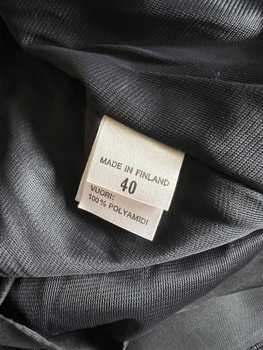 MADE IN FINLAND
40
VUORI:
100% POLYAMIDI